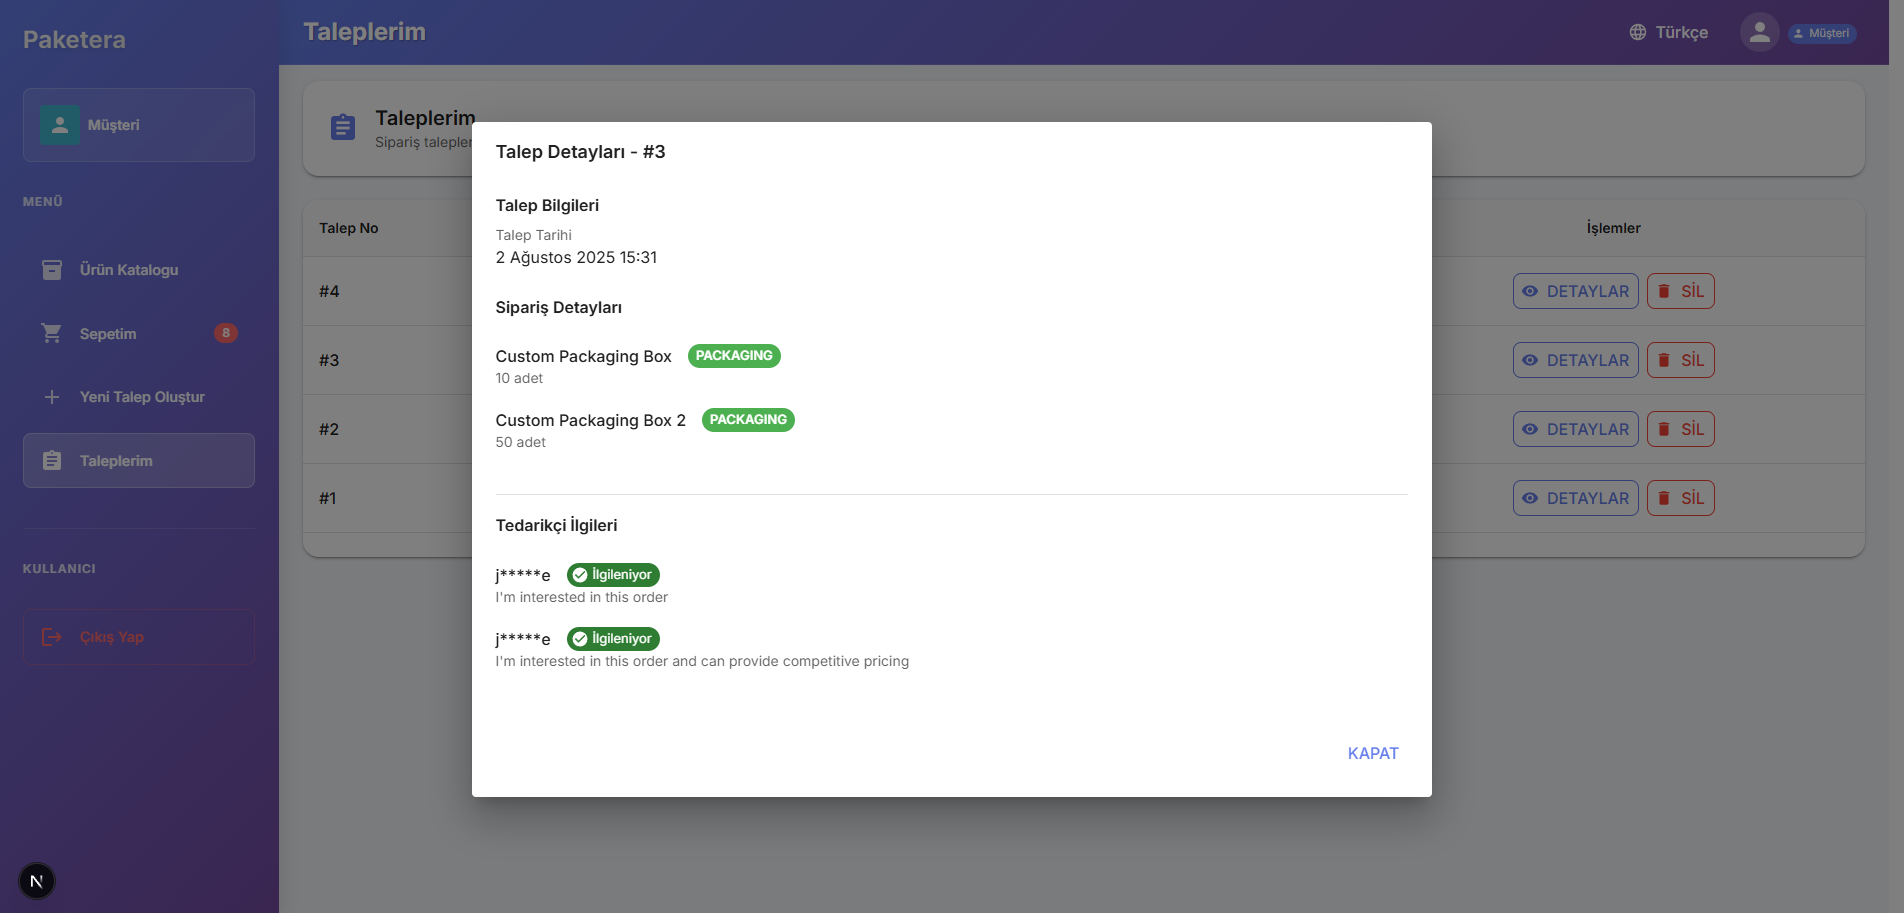 Paketera
Müşteri
MENÜ
Ürün Katalogu
Sepetim 8
Yeni Talep Oluştur
Taleplerim
KULLANICI
Çıkış Yap
N
Taleplerim
Türkçe
Müşteri
Taleplerim
Sipariş
Talep No
İşlemler
#4
DETAYLAR SİL
#3
DETAYLAR SİL
#2
DETAYLAR SİL
#1
DETAYLAR SİL
Talep Detayları - #3
Talep Bilgileri
Talep Tarihi
2 Ağustos 2025 15:31
Sipariş Detayları
Custom Packaging Box PACKAGING
10 adet
Custom Packaging Box 2 PACKAGING
50 adet
Tedarikçi İlgileri
j*****e İlgileniyor
I'm interested in this order
j*****e İlgileniyor
I'm interested in this order and can provide competitive pricing
KAPAT